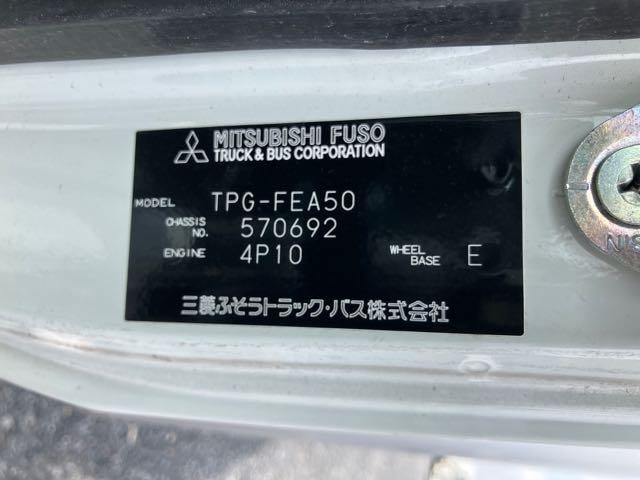 MITSUBISHI FUSO
TRUCK & BUS CORPORATION
MODEL TPG-FEA50
CHASSIS NO. 570692
ENGINE 4P10 WHEEL BASE E
三菱ふそうトラック・バス株式会社
NIS